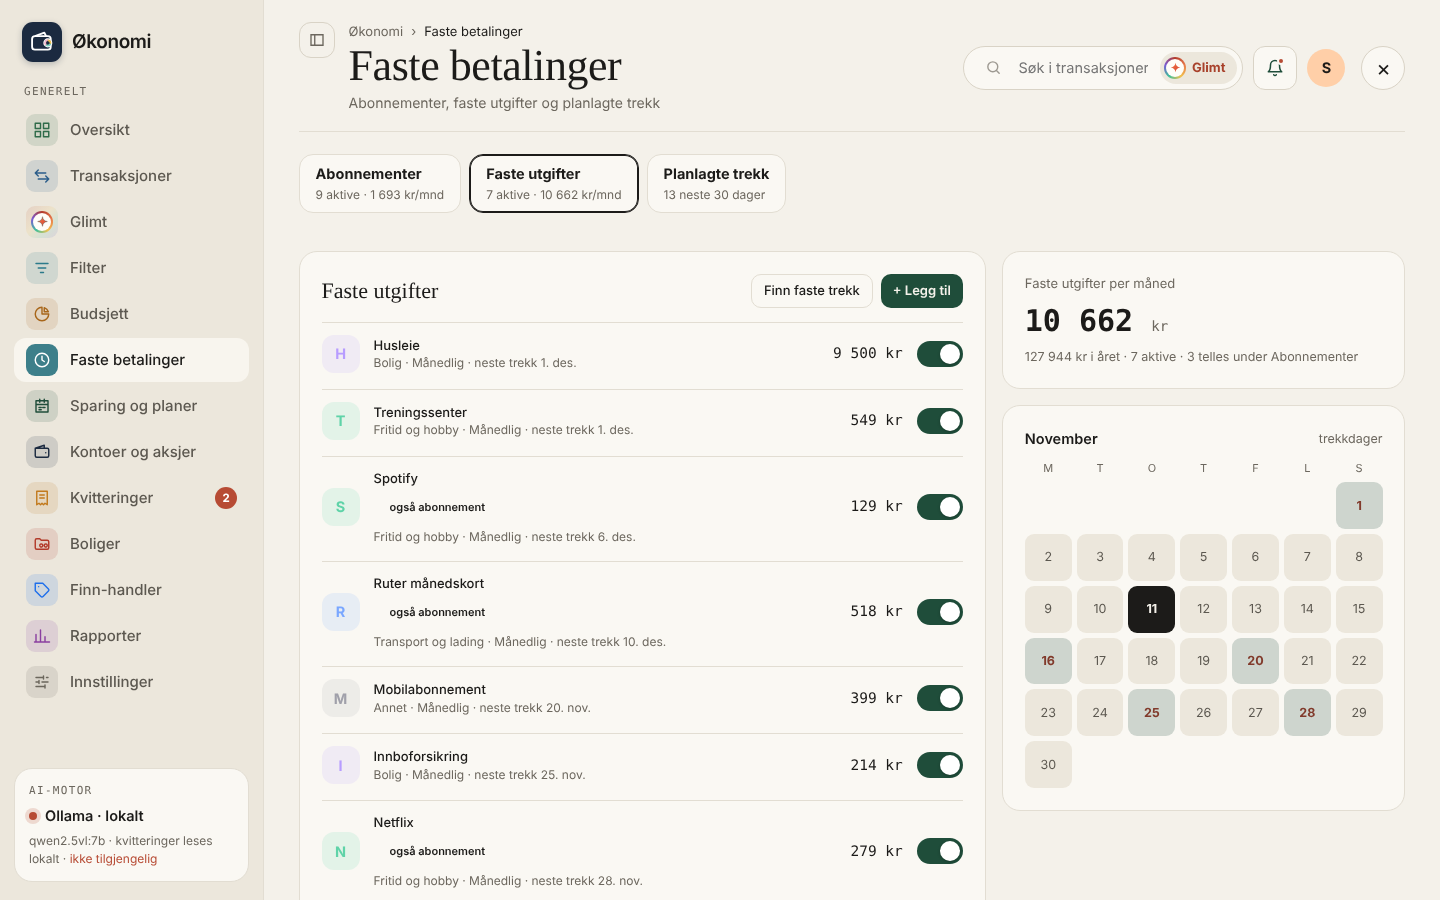 Økonomi
GENERELT
Oversikt
Transaksjoner
Glimt
Filter
Budsjett
Faste betalinger
Sparing og planer
Kontoer og aksjer
Kvitteringer 2
Boliger
Finn-handler
Rapporter
Innstillinger
AI-MOTOR
Ollama · lokalt
qwen2.5vl:7b · kvitteringer leses
lokalt · ikke tilgjengelig
Økonomi › Faste betalinger
Faste betalinger
Abonnementer, faste utgifter og planlagte trekk
Søk i transaksjoner Glimt
S
Abonnementer
9 aktive · 1 693 kr/mnd
Faste utgifter
7 aktive · 10 662 kr/mnd
Planlagte trekk
13 neste 30 dager
Faste utgifter
Finn faste trekk
+ Legg til
H
Husleie
Bolig · Månedlig · neste trekk 1. des.
9 500 kr
T
Treningssenter
Fritid og hobby · Månedlig · neste trekk 1. des.
549 kr
S
Spotify
også abonnement
Fritid og hobby · Månedlig · neste trekk 6. des.
129 kr
R
Ruter månedskort
også abonnement
Transport og lading · Månedlig · neste trekk 10. des.
518 kr
M
Mobilabonnement
Annet · Månedlig · neste trekk 20. nov.
399 kr
I
Innboforsikring
Bolig · Månedlig · neste trekk 25. nov.
214 kr
N
Netflix
også abonnement
Fritid og hobby · Månedlig · neste trekk 28. nov.
279 kr
Faste utgifter per måned
10 662 kr
127 944 kr i året · 7 aktive · 3 telles under Abonnementer
November trekkdager
M T O T F L S
1
2 3 4 5 6 7 8
9 10 11 12 13 14 15
16 17 18 19 20 21 22
23 24 25 26 27 28 29
30